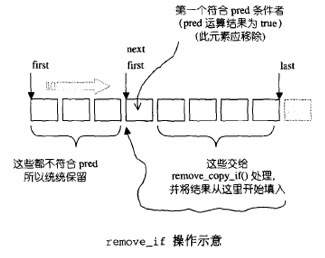 第一个符合 pred 条件者
(pred 运算结果为 true)
(此元素应移除)
next
first
first
last
这些都不符合 pred
所以统统保留
这些交给
remove_copy_if() 处理，
并将结果从这里开始填入
remove_if 操作示意